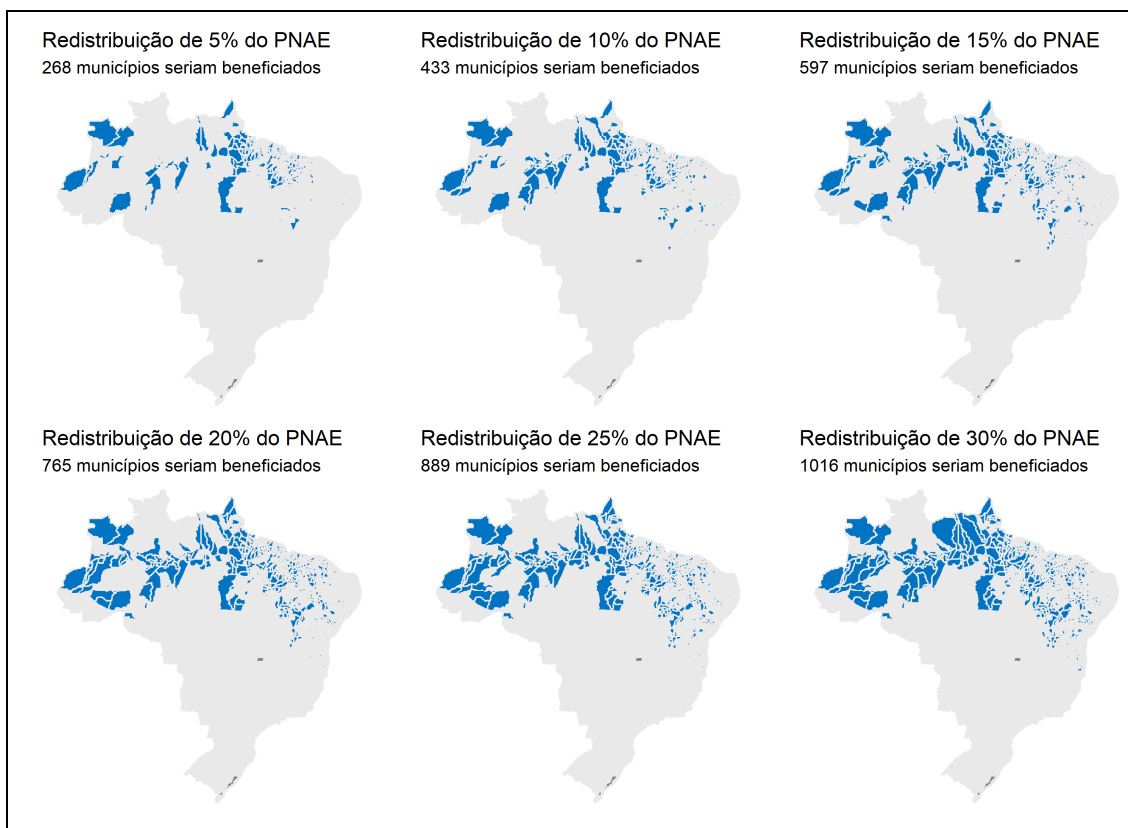 Redistribuição de 5% do PNAE
268 municípios seriam beneficiados
Redistribuição de 10% do PNAE
433 municípios seriam beneficiados
Redistribuição de 15% do PNAE
597 municípios seriam beneficiados
Redistribuição de 20% do PNAE
765 municípios seriam beneficiados
Redistribuição de 25% do PNAE
889 municípios seriam beneficiados
Redistribuição de 30% do PNAE
1016 municípios seriam beneficiados